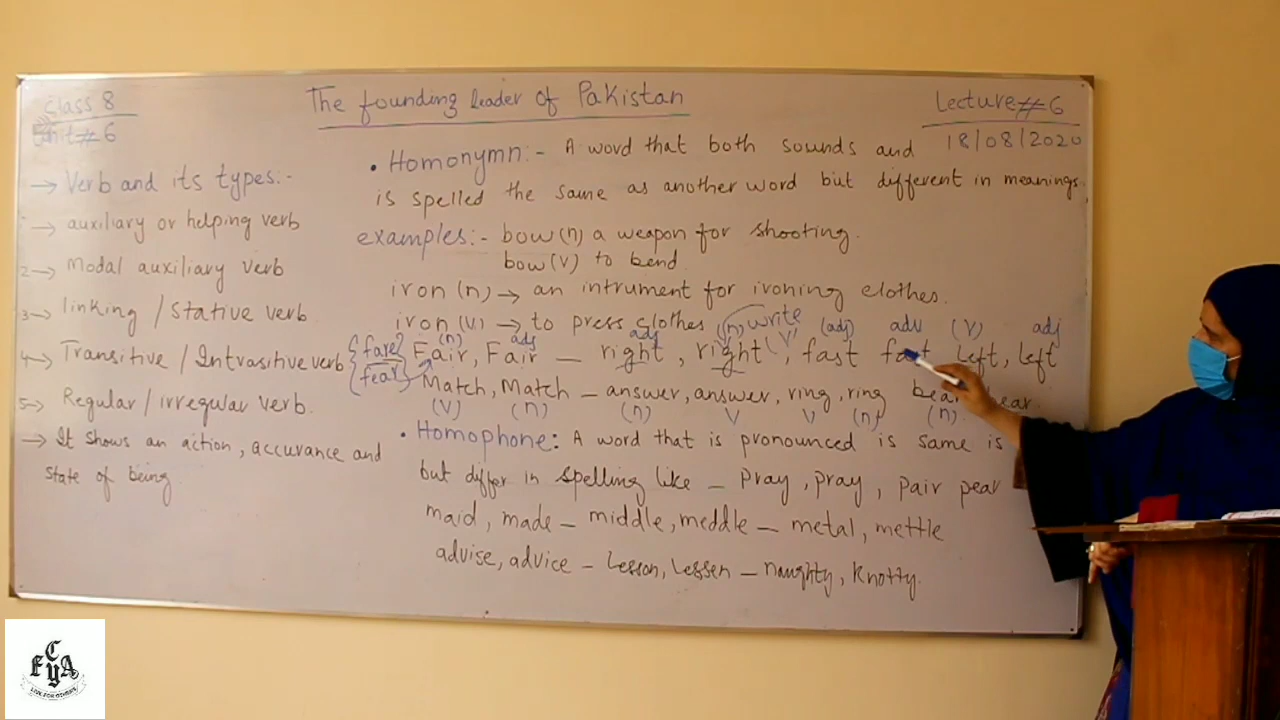 Class 8
Unit # 6
The founding leader of Pakistan
Lecture # 6
18/08/2020
→ Verb and its types:-
→ auxiliary or helping verb
2 → Modal auxiliary verb
3 → linking / Stative verb
4 → Transitive / Intrasitive verb
5 → Regular / irregular verb.
→ It shows an action, accurance and
state of being
• Homonymn:- A word that both sounds and
is spelled the same as another word but different in meanings.
examples:- bow (n) a weapon for shooting.
bow (v) to bend
iron (n) → an intrument for ironing clothes.
iron (v) → to press clothes
(n) write (adj) adv (V) adj
(n) adj adj (V)
{fare? Fair, Fair _ right, right, fast fast left, left
{fear
Match, Match _ answer, answer, ring, ring bear
(V) (n) (n) V V (n) (n)
• Homophone: A word that is pronounced is same is
but differ in spelling like _ Pray, pray, pair pear
maid, made _ middle, meddle _ metal, mettle
advise, advice _ Lesson, Lessen _ naughty, knotty.
C
F Y A